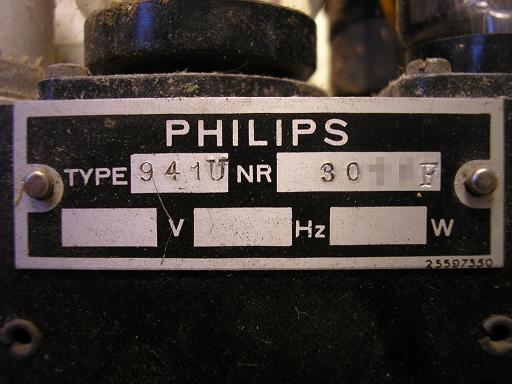 PHILIPS
TYPE 941U NR 30 F
V Hz W
25597350